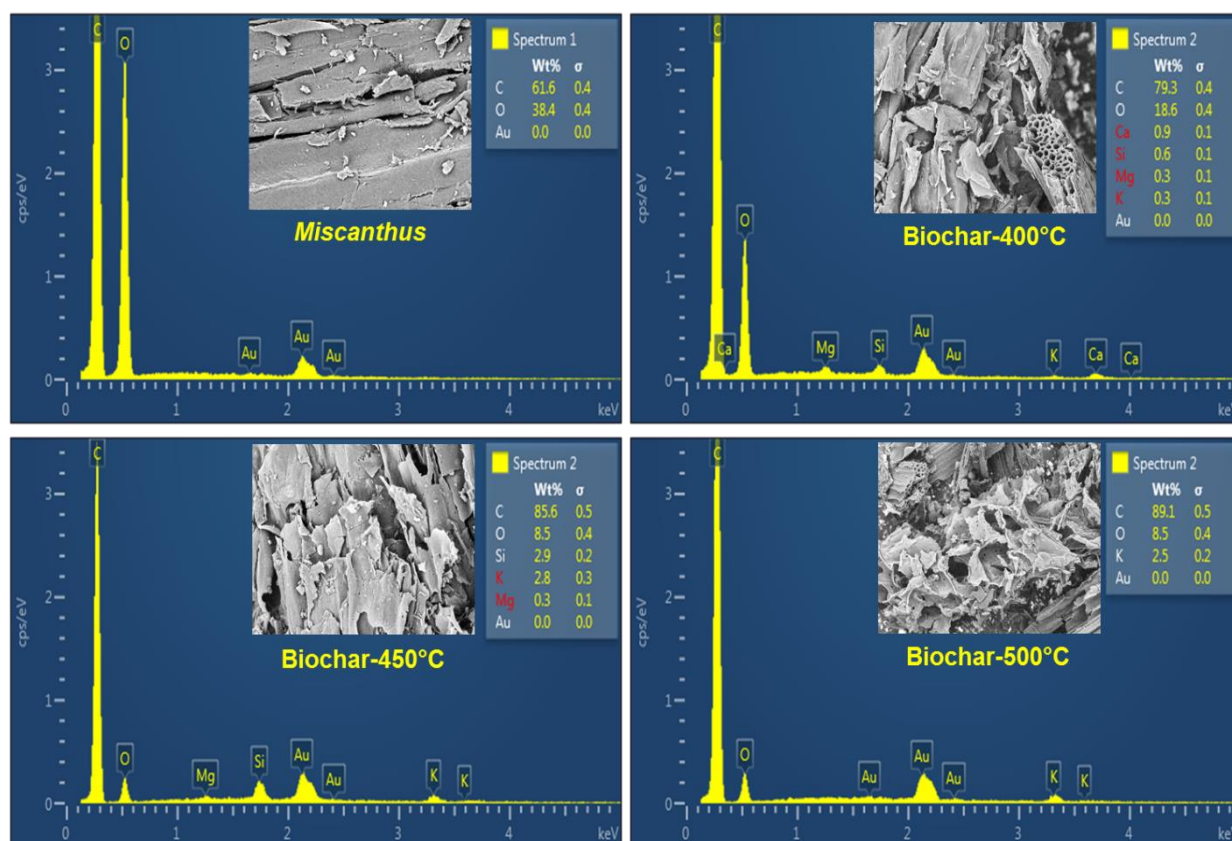 C
O
3
2
1
0
cps/eV
Au
Au
Au
0 1 2 3 4 keV
Miscanthus
Spectrum 1
Wt% σ
C 61.6 0.4
O 38.4 0.4
Au 0.0 0.0
C
O
3
2
1
0
cps/eV
Ca
Mg
Si
Au
Au
K
Ca
Ca
0 1 2 3 4 keV
Biochar-400°C
Spectrum 2
Wt% σ
C 79.3 0.4
O 18.6 0.4
Ca 0.9 0.1
Si 0.6 0.1
Mg 0.3 0.1
K 0.3 0.1
Au 0.0 0.0
C
3
2
1
0
cps/eV
O
Mg
Si
Au
Au
K
K
0 1 2 3 4 keV
Biochar-450°C
Spectrum 2
Wt% σ
C 85.6 0.5
O 8.5 0.4
Si 2.9 0.2
K 2.8 0.3
Mg 0.3 0.1
Au 0.0 0.0
C
3
2
1
0
cps/eV
O
Au
Au
Au
K
K
0 1 2 3 4 keV
Biochar-500°C
Spectrum 2
Wt% σ
C 89.1 0.5
O 8.5 0.4
K 2.5 0.2
Au 0.0 0.0